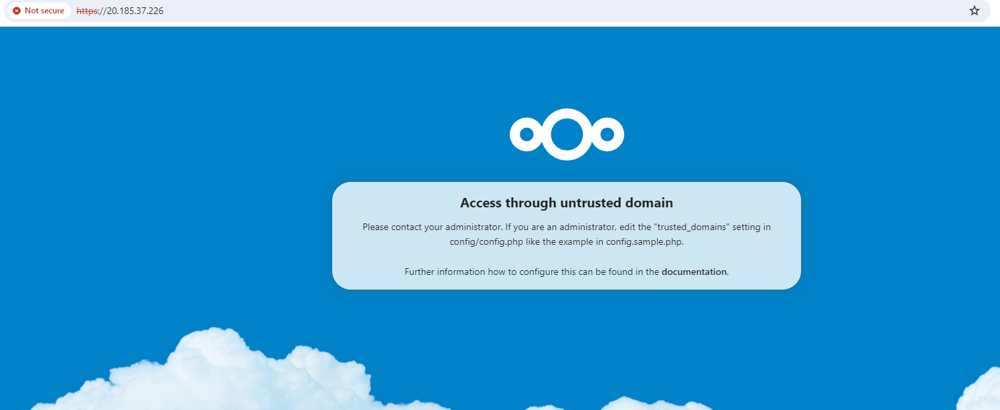 Not secure https://20.185.37.226
Access through untrusted domain
Please contact your administrator. If you are an administrator, edit the "trusted_domains" setting in
config/config.php like the example in config.sample.php.
Further information how to configure this can be found in the documentation.